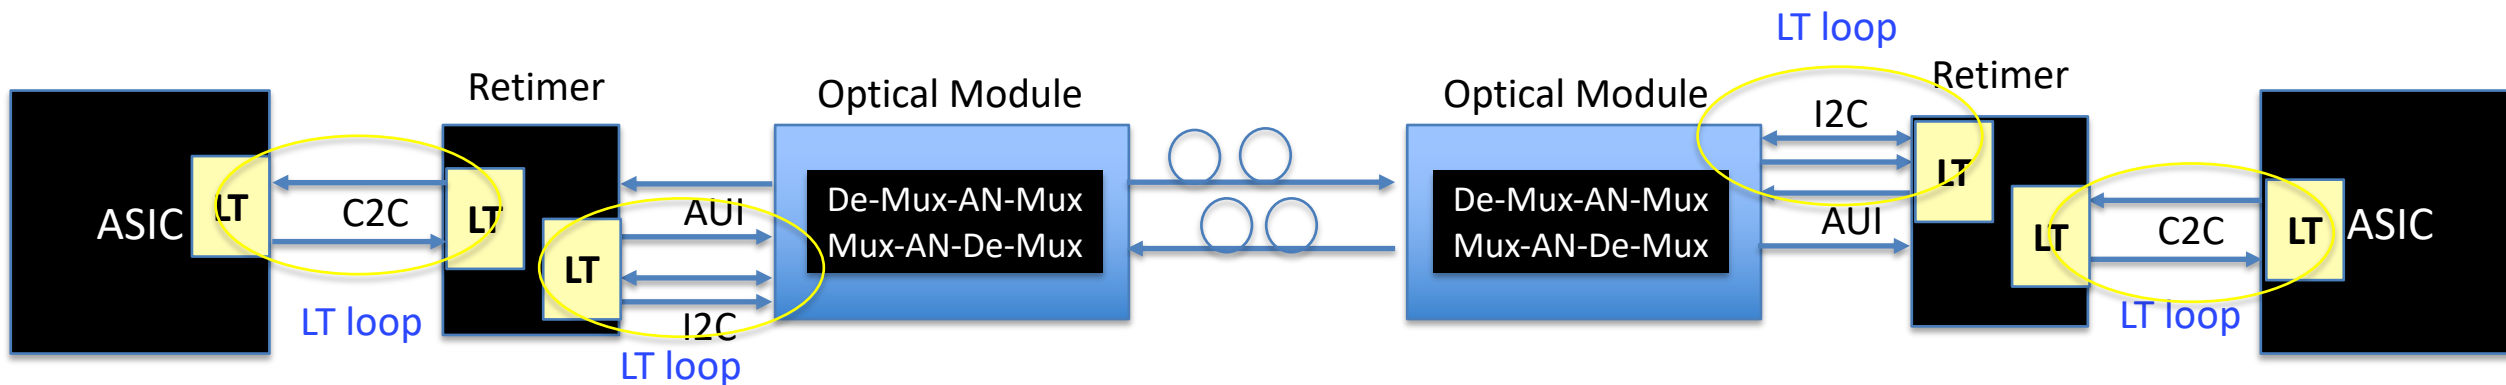 LT loop
Retimer
Optical Module
Optical Module
Retimer
ASIC
LT
C2C
LT
LT
AUI
I2C
De-Mux-AN-Mux
Mux-AN-De-Mux
De-Mux-AN-Mux
Mux-AN-De-Mux
I2C
AUI
LT
LT
C2C
LT
ASIC
LT loop
LT loop
LT loop